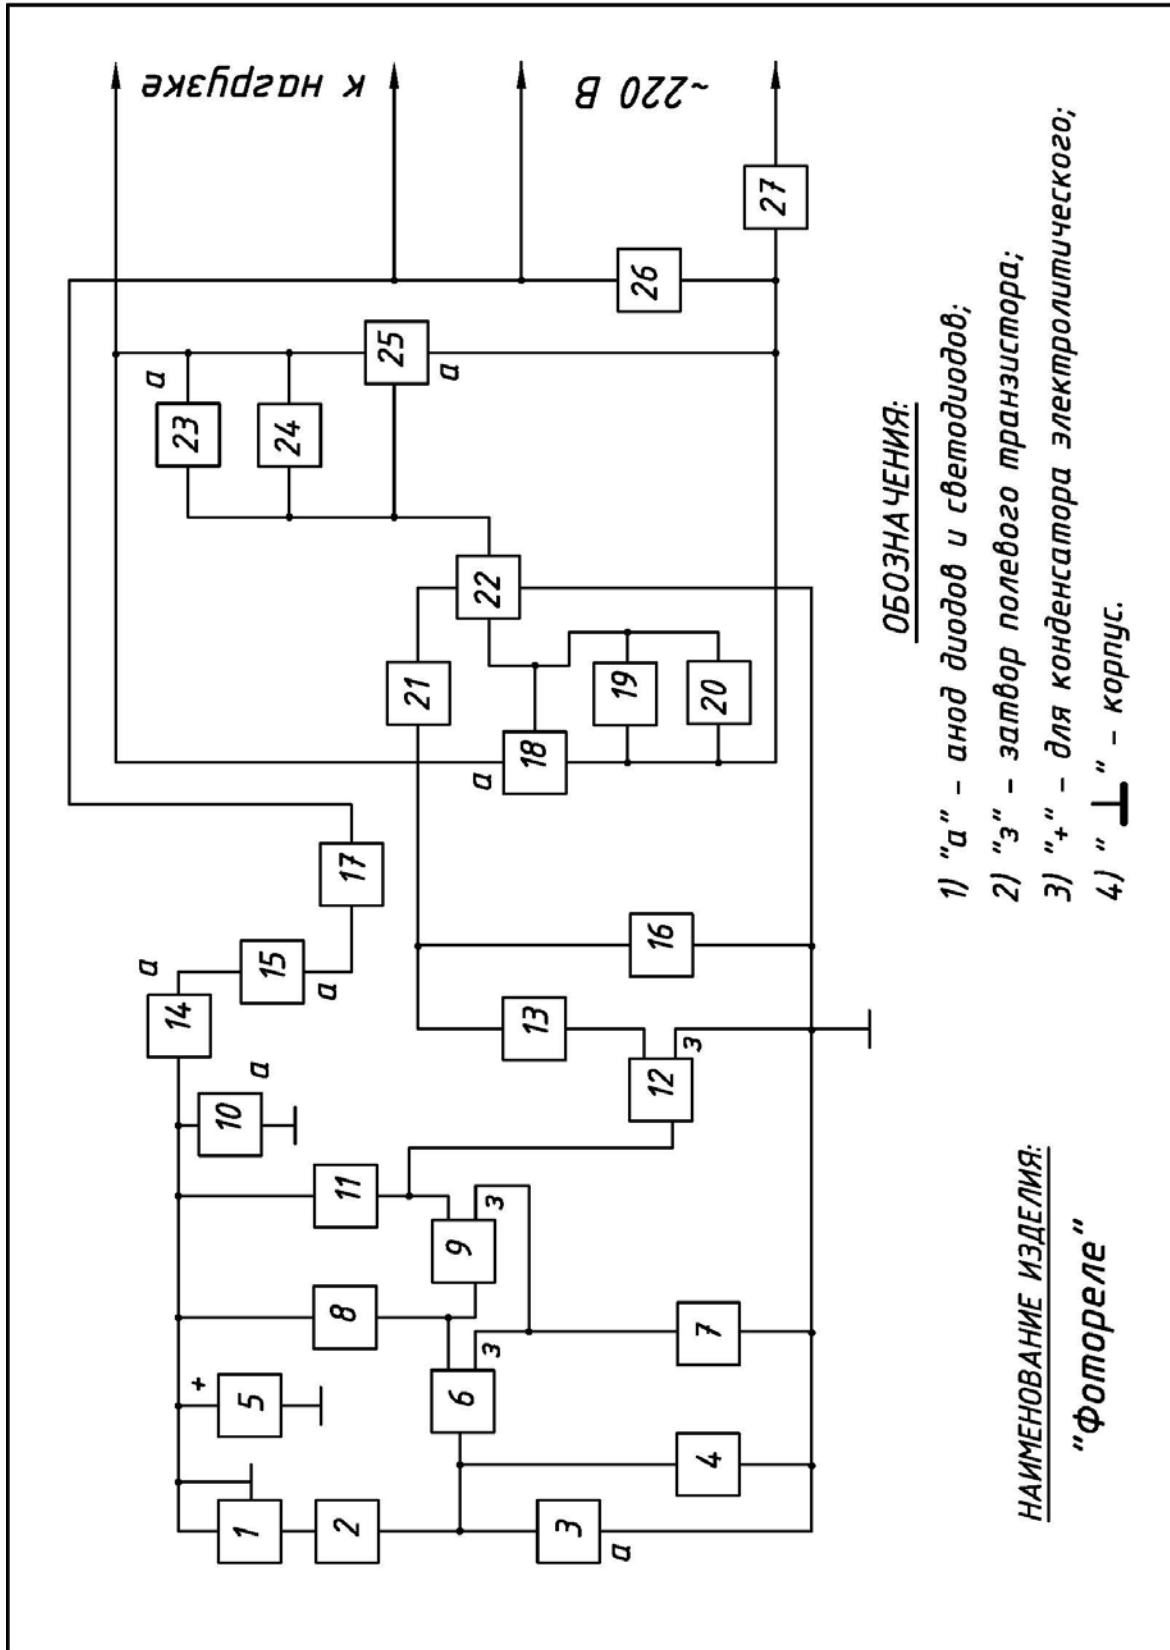 к нагрузке
~220 В
1
2
3
а
4
5
+
6
з
7
8
9
з
10
а
11
12
з
13
14
а
15
а
16
17
18
а
19
20
21
22
23
а
24
25
а
26
27
ОБОЗНАЧЕНИЯ:
1) "а" - анод диодов и светодиодов;
2) "з" - затвор полевого транзистора;
3) "+" - для конденсатора электролитического;
4) "⊥" - корпус.
НАИМЕНОВАНИЕ ИЗДЕЛИЯ:
"Фотореле"